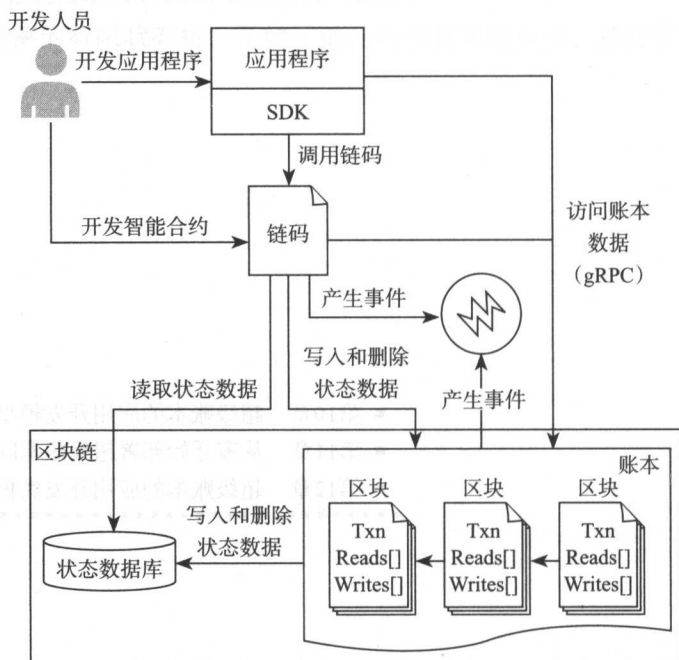 开发人员
开发应用程序
应用程序
SDK
调用链码
开发智能合约
链码
访问账本
数据
（gRPC）
产生事件
写入和删除
状态数据
读取状态数据
产生事件
区块链
账本
区块
区块
区块
写入和删除
状态数据
Txn
Reads[]
Writes[]
Txn
Reads[]
Writes[]
Txn
Reads[]
Writes[]
状态数据库